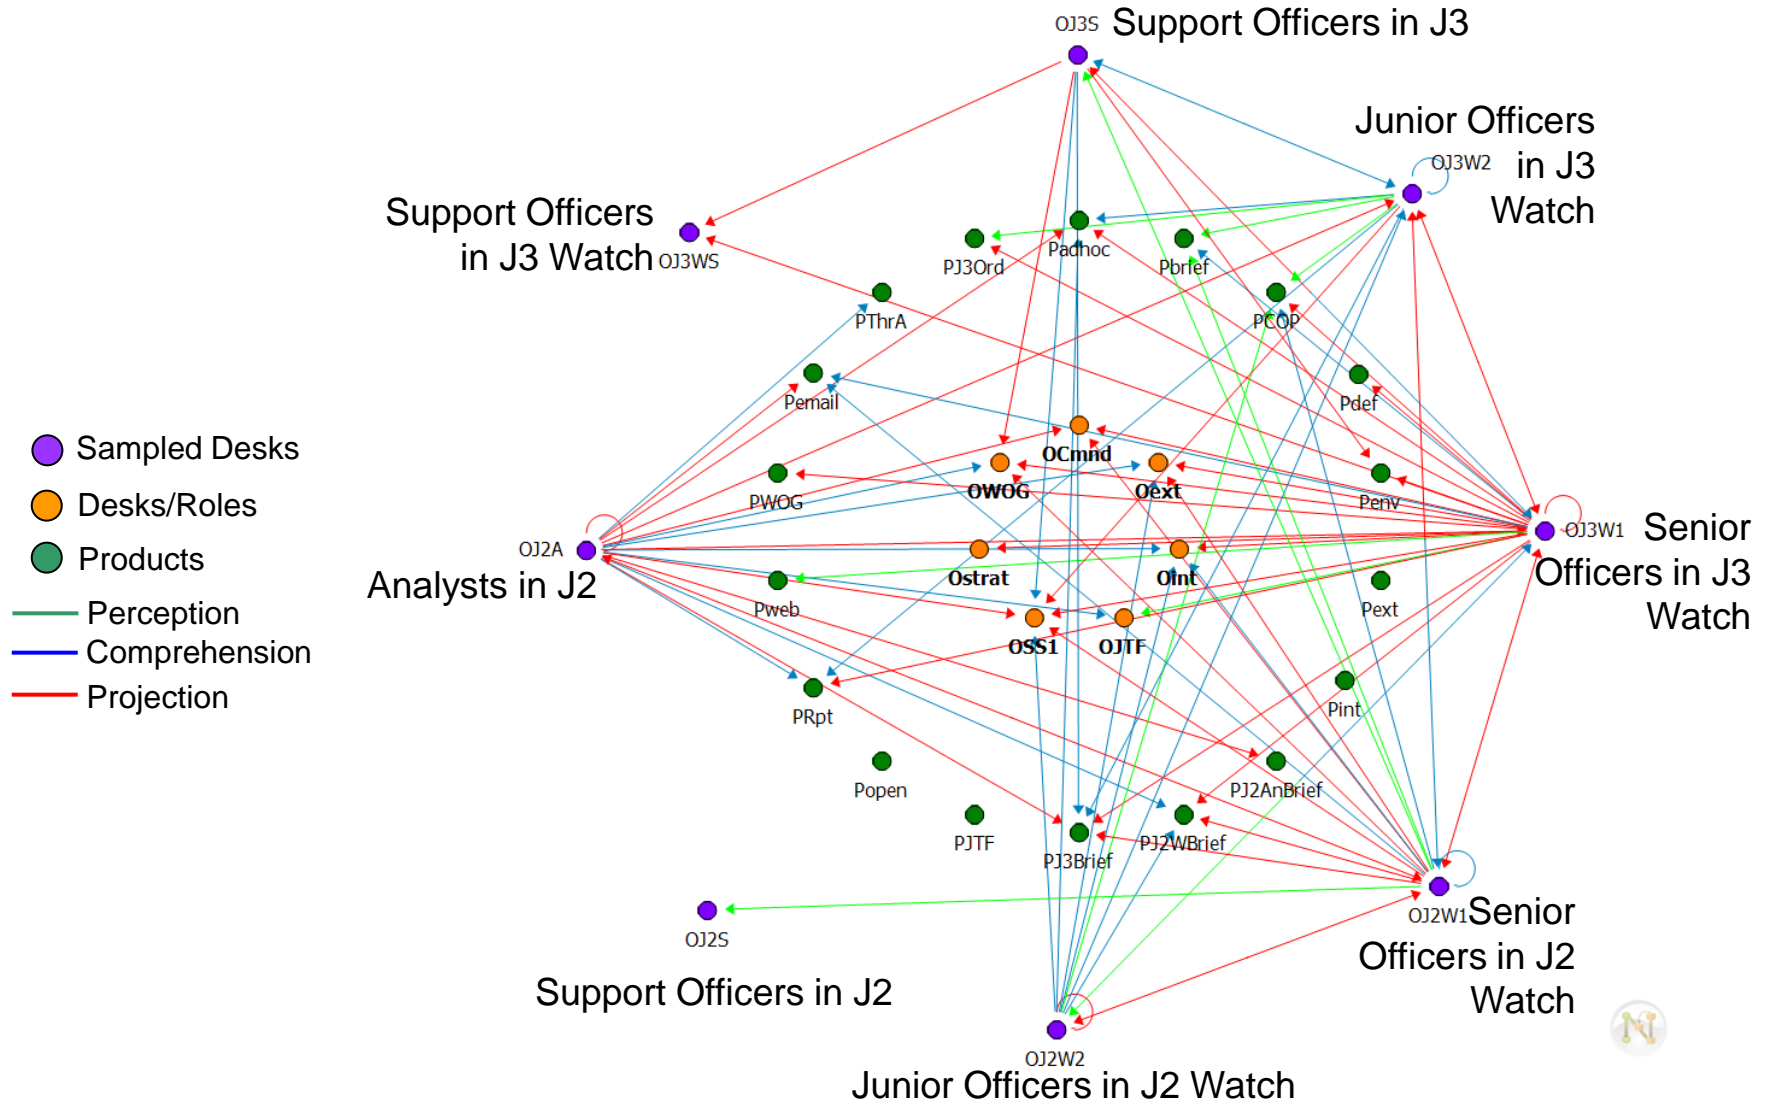 OJ3S
Support Officers in J3
Junior Officers
in J3
Watch
OJ3W2
Support Officers
in J3 Watch
OJ3WS
Padhoc
PJ3Ord
Pbrief
PThrA
PCOP
Pemail
Pdef
OCmnd
OWOG
Oext
PWOG
Penv
Sampled Desks
Desks/Roles
Products
Perception
Comprehension
Projection
OJ2A
Analysts in J2
OJ3W1
Senior
Officers in J3
Watch
Ostrat
Oint
Pweb
Pext
OSS1
OJTF
PRpt
Pint
Popen
PJ2AnBrief
PJTF
PJ3Brief
PJ2WBrief
OJ2S
Support Officers in J2
OJ2W1
Senior
Officers in J2
Watch
OJ2W2
Junior Officers in J2 Watch
N